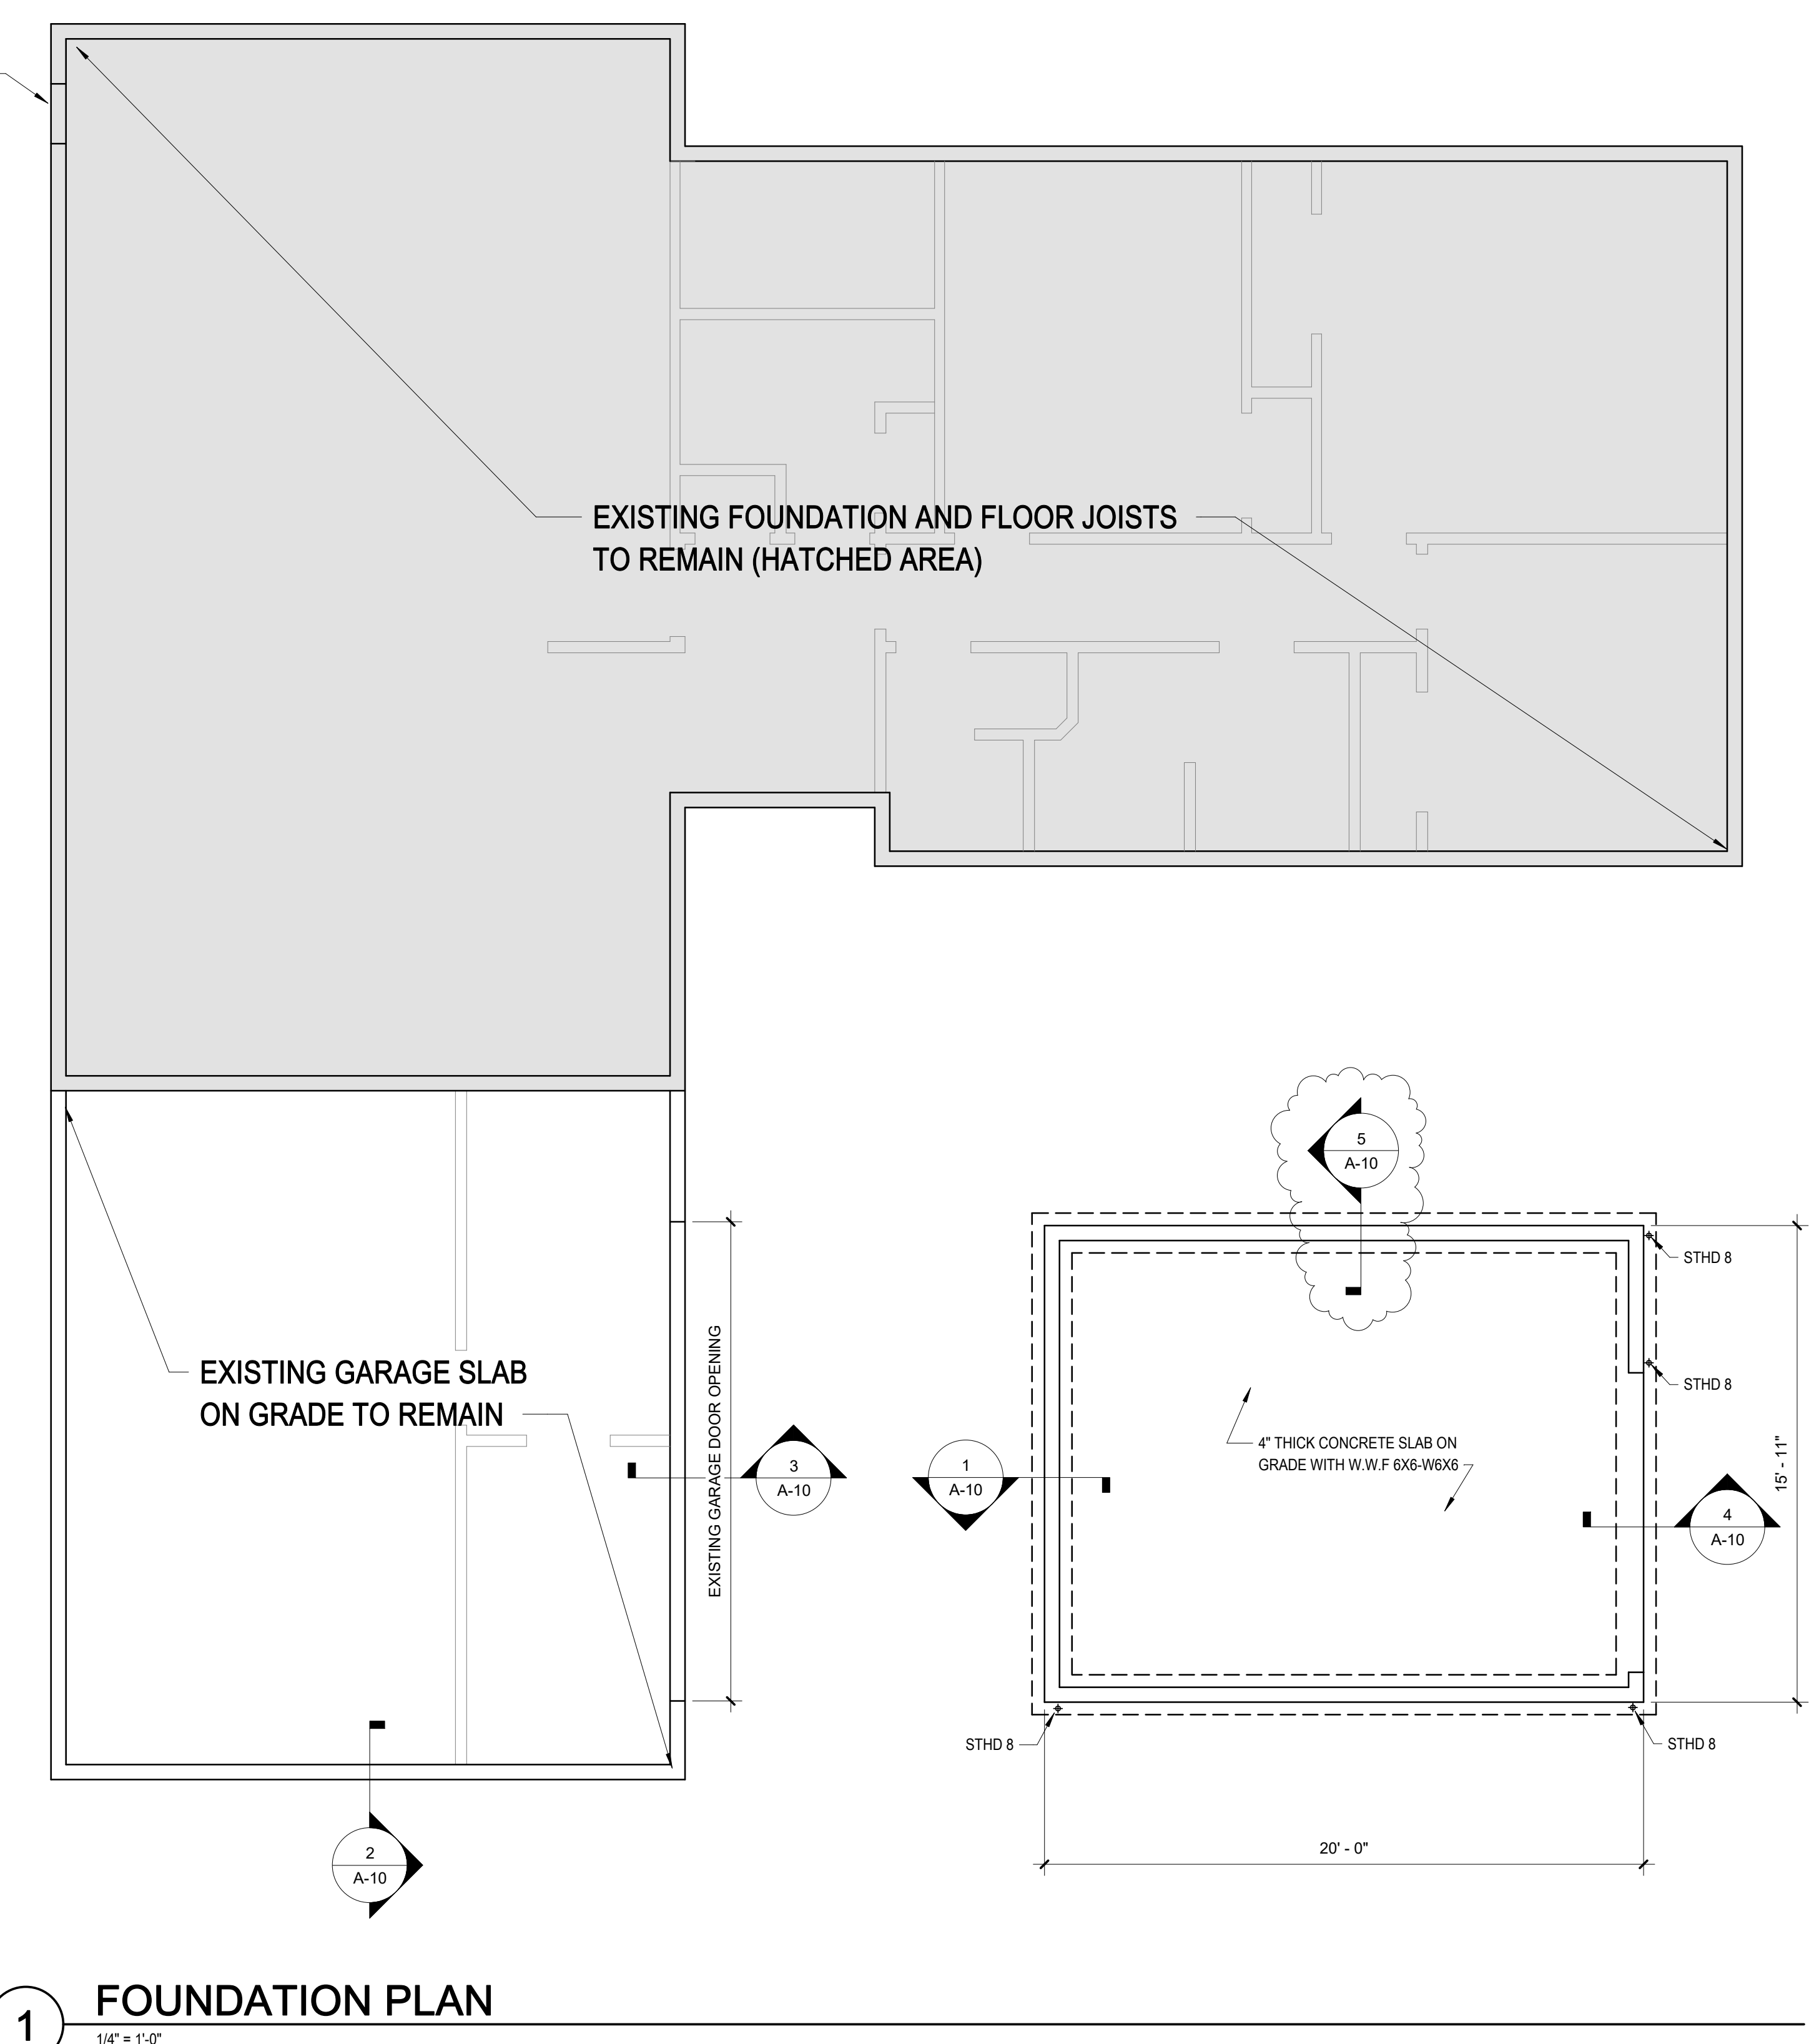 EXISTING FOUNDATION AND FLOOR JOISTS
TO REMAIN (HATCHED AREA)
5
A-10
STHD 8
STHD 8
EXISTING GARAGE SLAB
ON GRADE TO REMAIN
EXISTING GARAGE DOOR OPENING
3
A-10
1
A-10
4" THICK CONCRETE SLAB ON
GRADE WITH W.W.F 6X6-W6X6
4
A-10
15' - 11"
STHD 8
STHD 8
20' - 0"
2
A-10
1
FOUNDATION PLAN
1/4" = 1'-0"